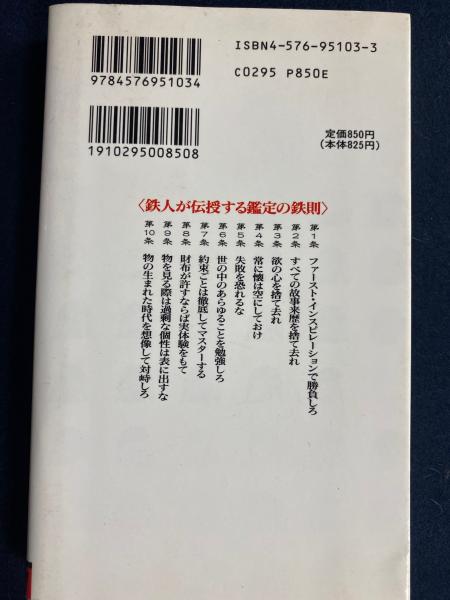 ISBN4-576-95103-3
C0295 P850E
9784576951034
1910295008508
定価850円
(本体825円)
〈鉄人が伝授する鑑定の鉄則〉
第1条 ファースト・インスピレーションで勝負しろ
第2条 すべての故事来歴を捨て去れ
第3条 欲の心を捨て去れ
第4条 常に懐は空にしておけ
第5条 失敗を恐れるな
第6条 世の中のあらゆることを勉強しろ
第7条 約束ごとは徹底してマスターする
第8条 財布が許すならば実体験をもて
第9条 物を見る際は過剰な個性は表に出すな
第10条 物の生まれた時代を想像して対峙しろ